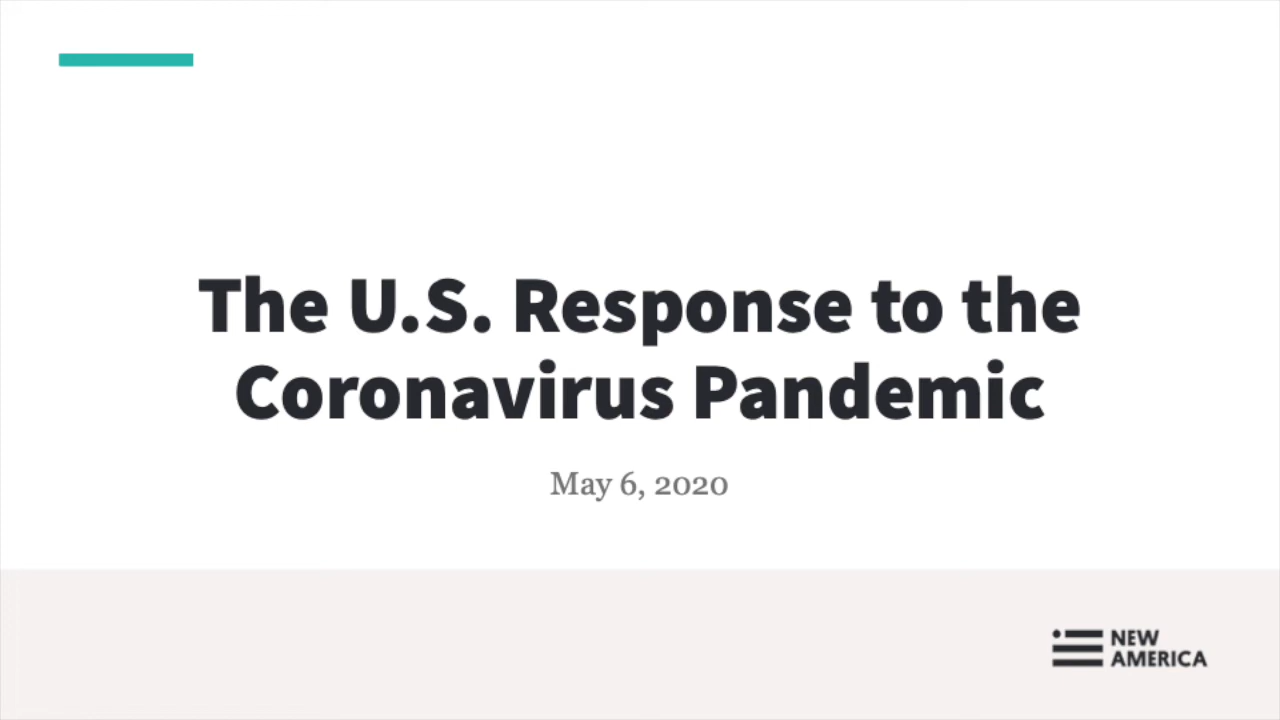 The U.S. Response to the
Coronavirus Pandemic
May 6, 2020
NEW
AMERICA